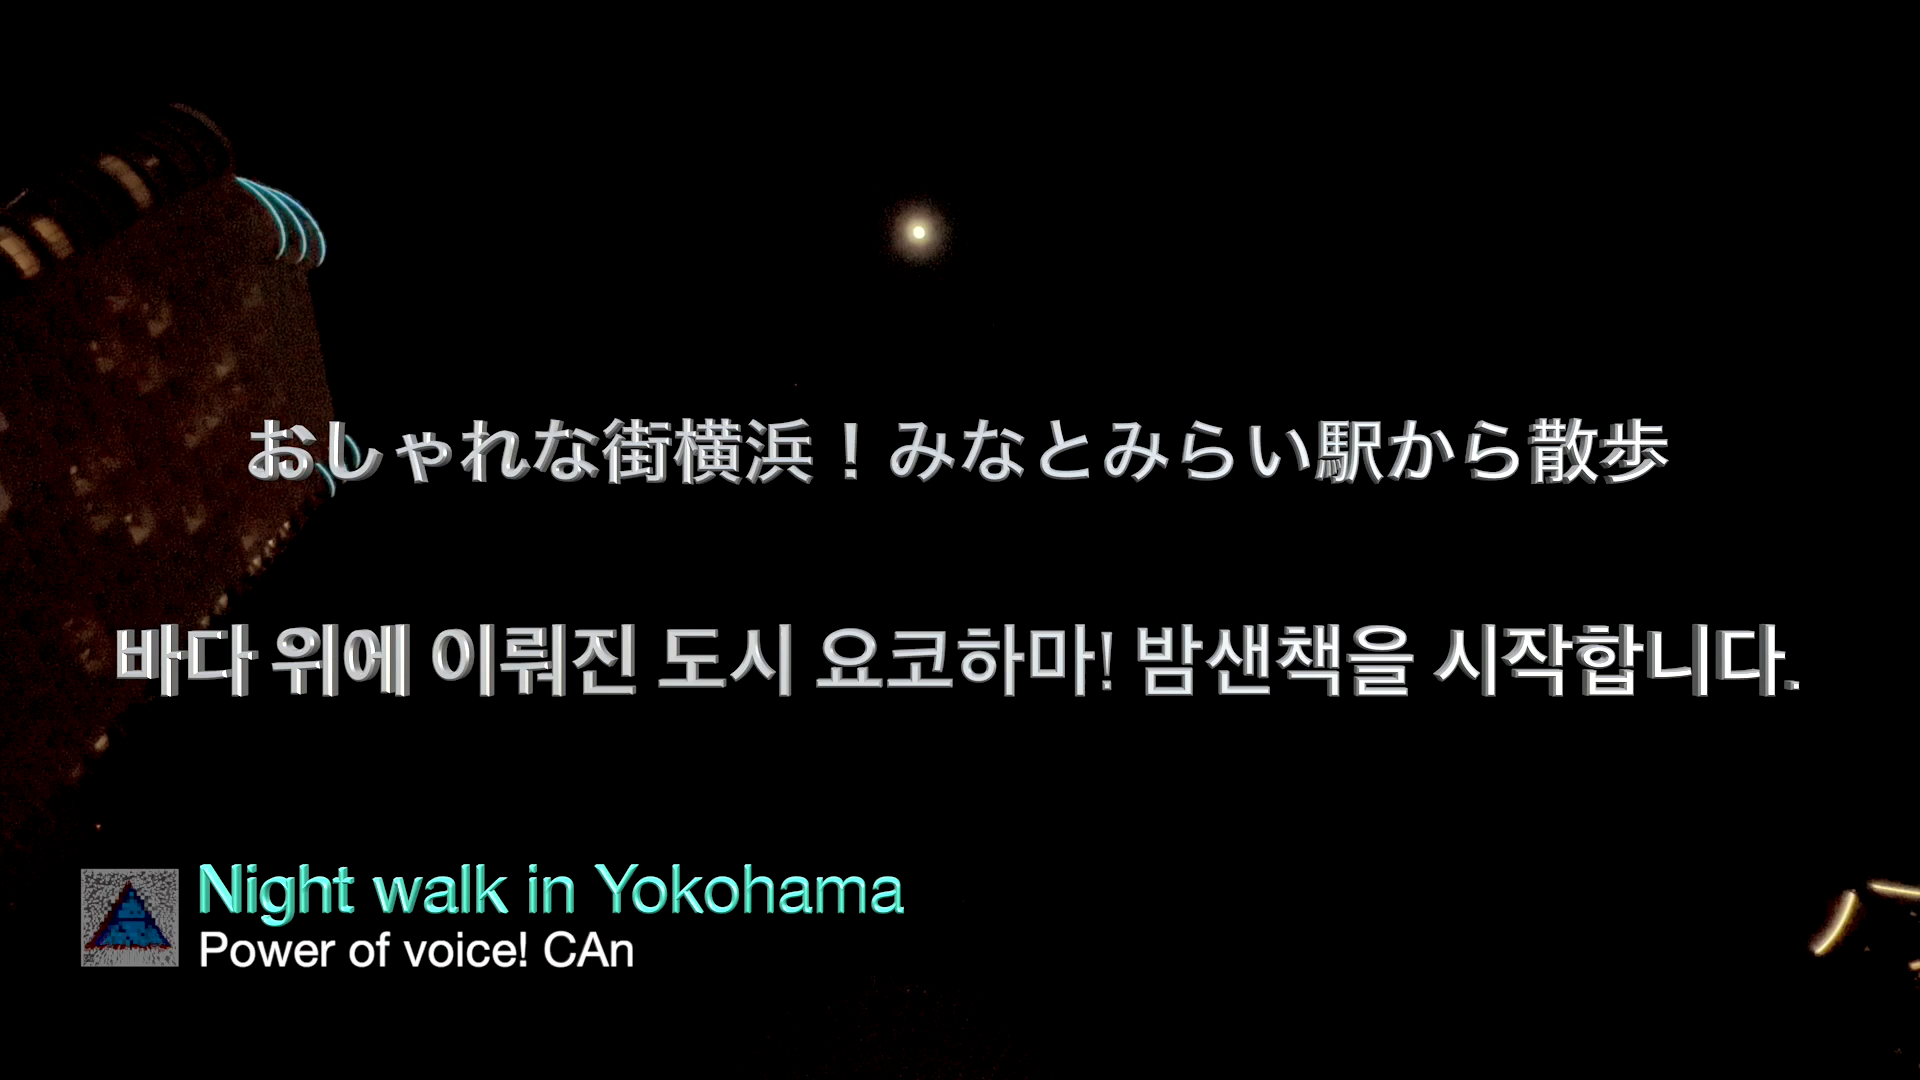 おしゃれな街横浜！みなとみらい駅から散歩
바다 위에 이뤄진 도시 요코하마! 밤샌책을 시작합니다.
Night walk in Yokohama
Power of voice! CAn